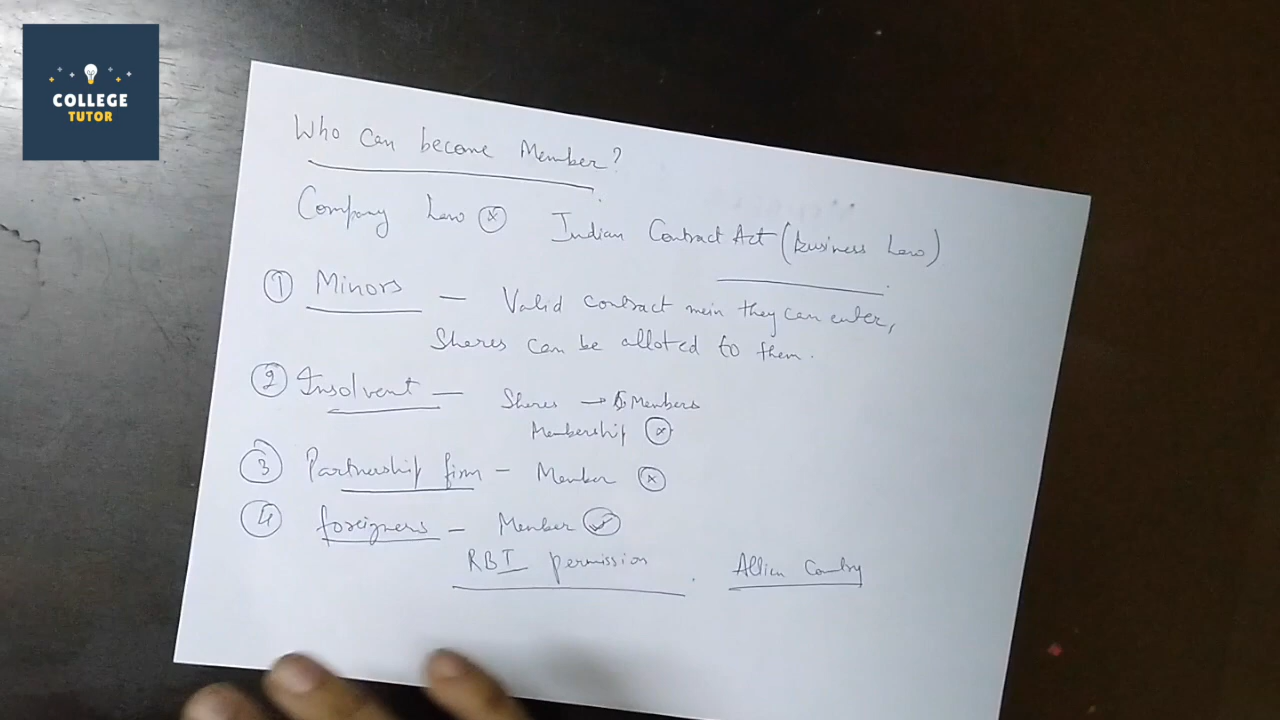 COLLEGE
TUTOR
Who can become Member?
Company Law ⓧ Indian Contract Act (Business Law)
① Minors — Valid contract mein they can enter,
Shares can be alloted to them.
② Insolvent — Shares → Members
Membership ⓧ
③ Partnership firm – Member ⓧ
④ foreigners – Member ✓
RBI permission. Allien Country